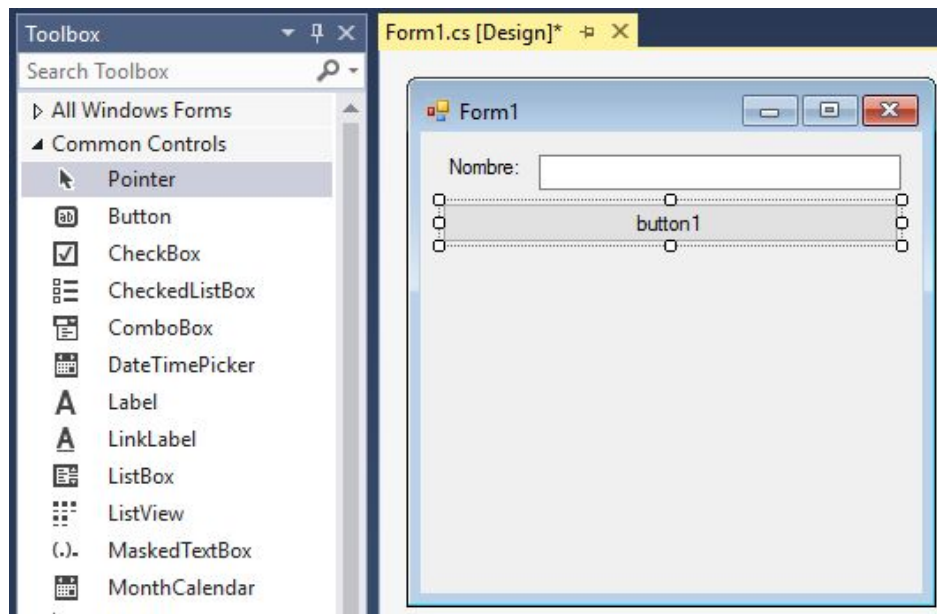 Toolbox
Search Toolbox
All Windows Forms
Common Controls
Pointer
Button
CheckBox
CheckedListBox
ComboBox
DateTimePicker
Label
LinkLabel
ListBox
ListView
MaskedTextBox
MonthCalendar
Form1.cs [Design]*
Form1
Nombre:
button1